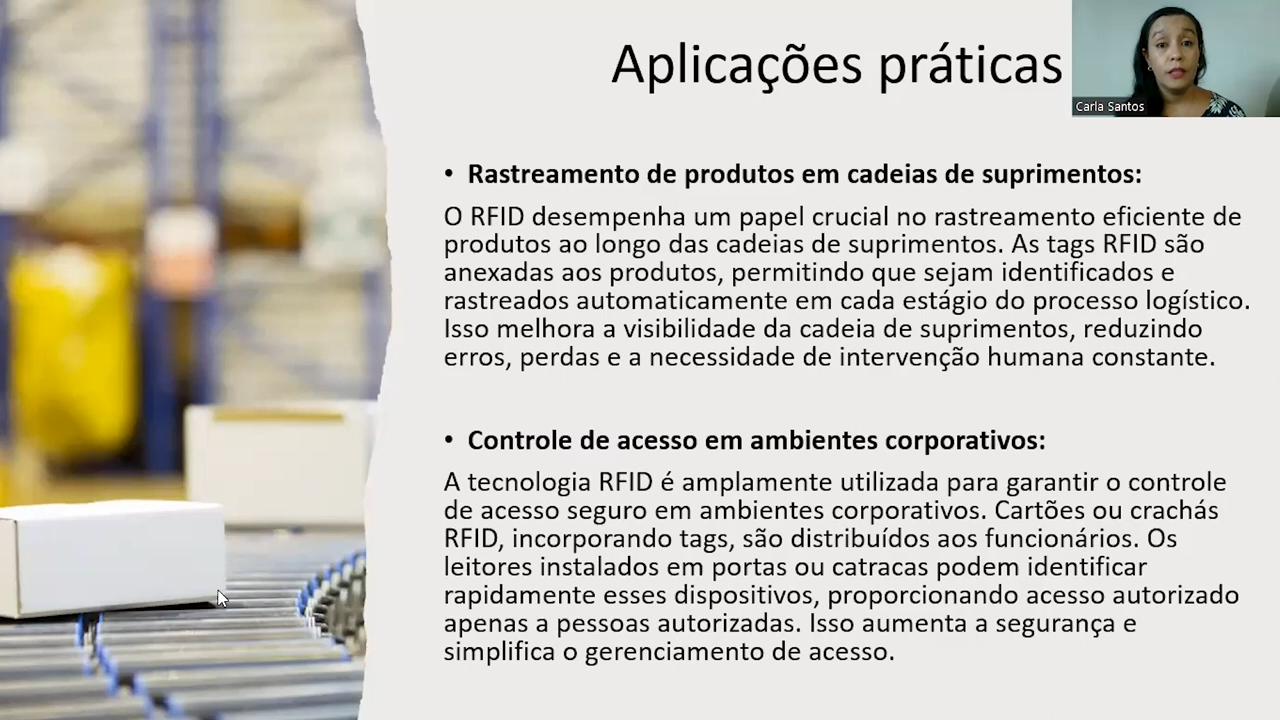 Aplicações práticas
Carla Santos
• Rastreamento de produtos em cadeias de suprimentos:
O RFID desempenha um papel crucial no rastreamento eficiente de
produtos ao longo das cadeias de suprimentos. As tags RFID são
anexadas aos produtos, permitindo que sejam identificados e
rastreados automaticamente em cada estágio do processo logístico.
Isso melhora a visibilidade da cadeia de suprimentos, reduzindo
erros, perdas e a necessidade de intervenção humana constante.
• Controle de acesso em ambientes corporativos:
A tecnologia RFID é amplamente utilizada para garantir o controle
de acesso seguro em ambientes corporativos. Cartões ou crachás
RFID, incorporando tags, são distribuídos aos funcionários. Os
leitores instalados em portas ou catracas podem identificar
rapidamente esses dispositivos, proporcionando acesso autorizado
apenas a pessoas autorizadas. Isso aumenta a segurança e
simplifica o gerenciamento de acesso.